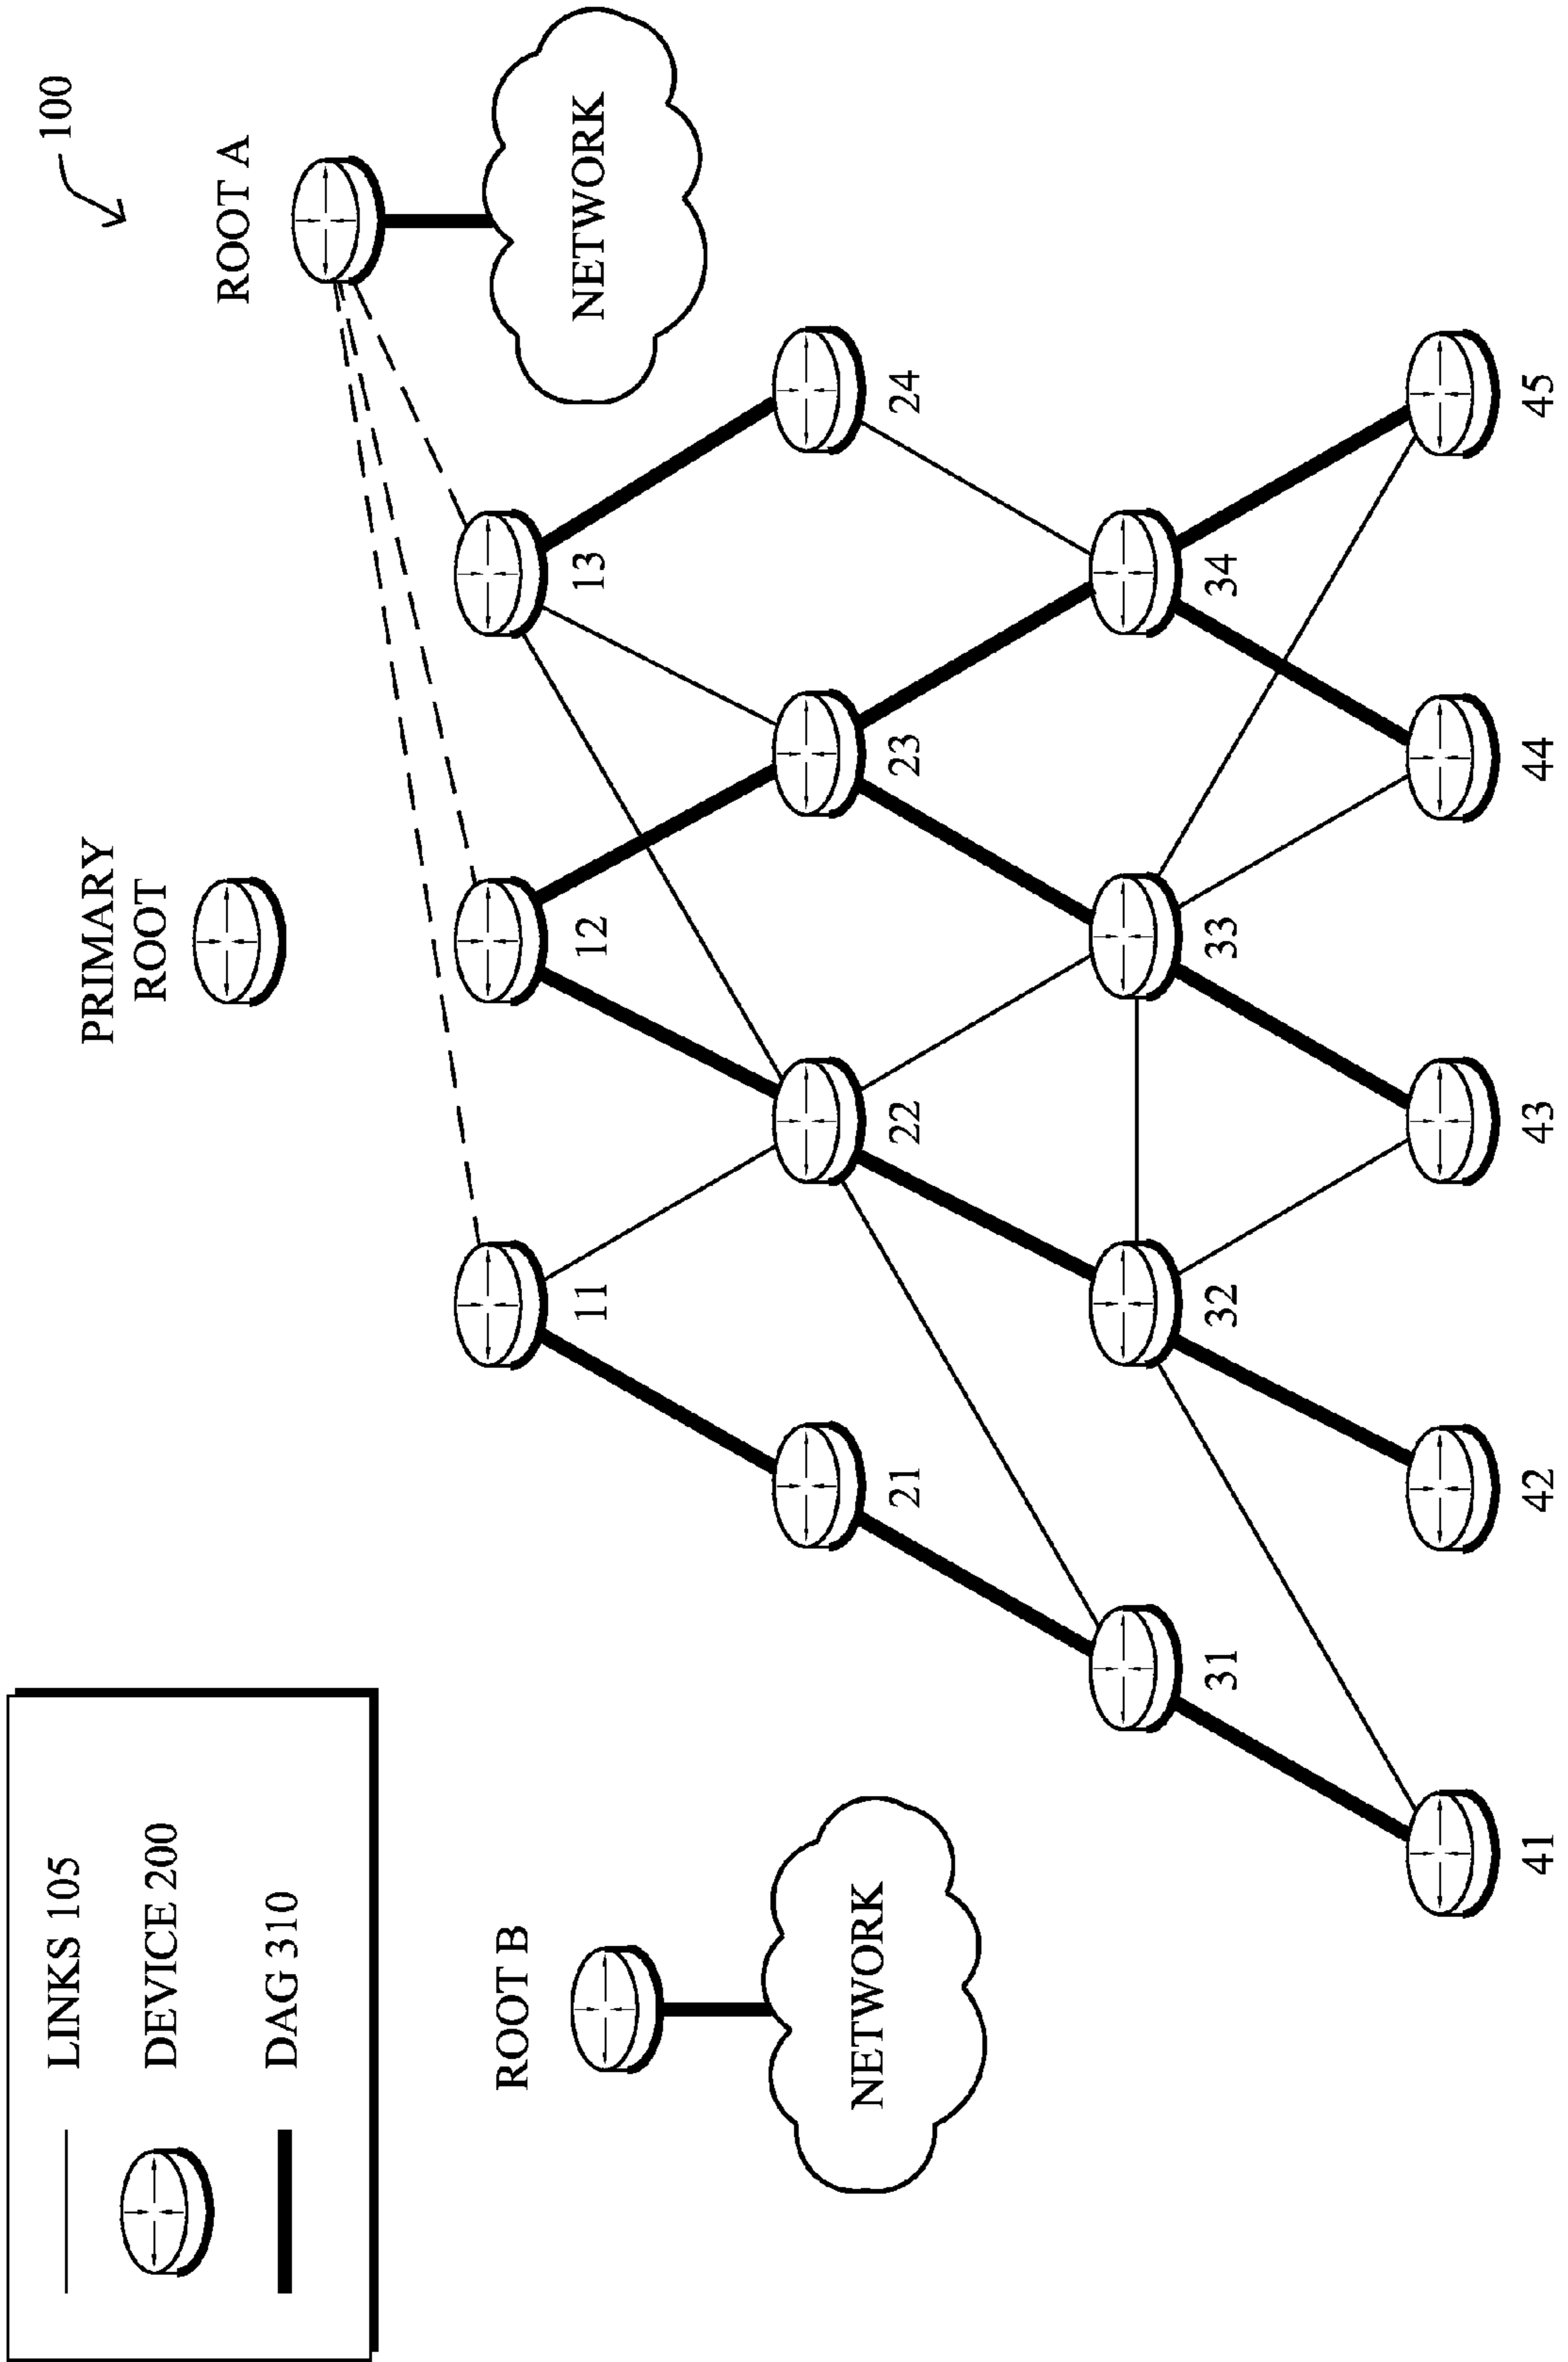 LINKS 105
DEVICE 200
DAG 310
100
PRIMARY
ROOT
ROOT A
NETWORK
ROOT B
NETWORK
11
12
13
21
22
23
24
31
32
33
34
41
42
43
44
45